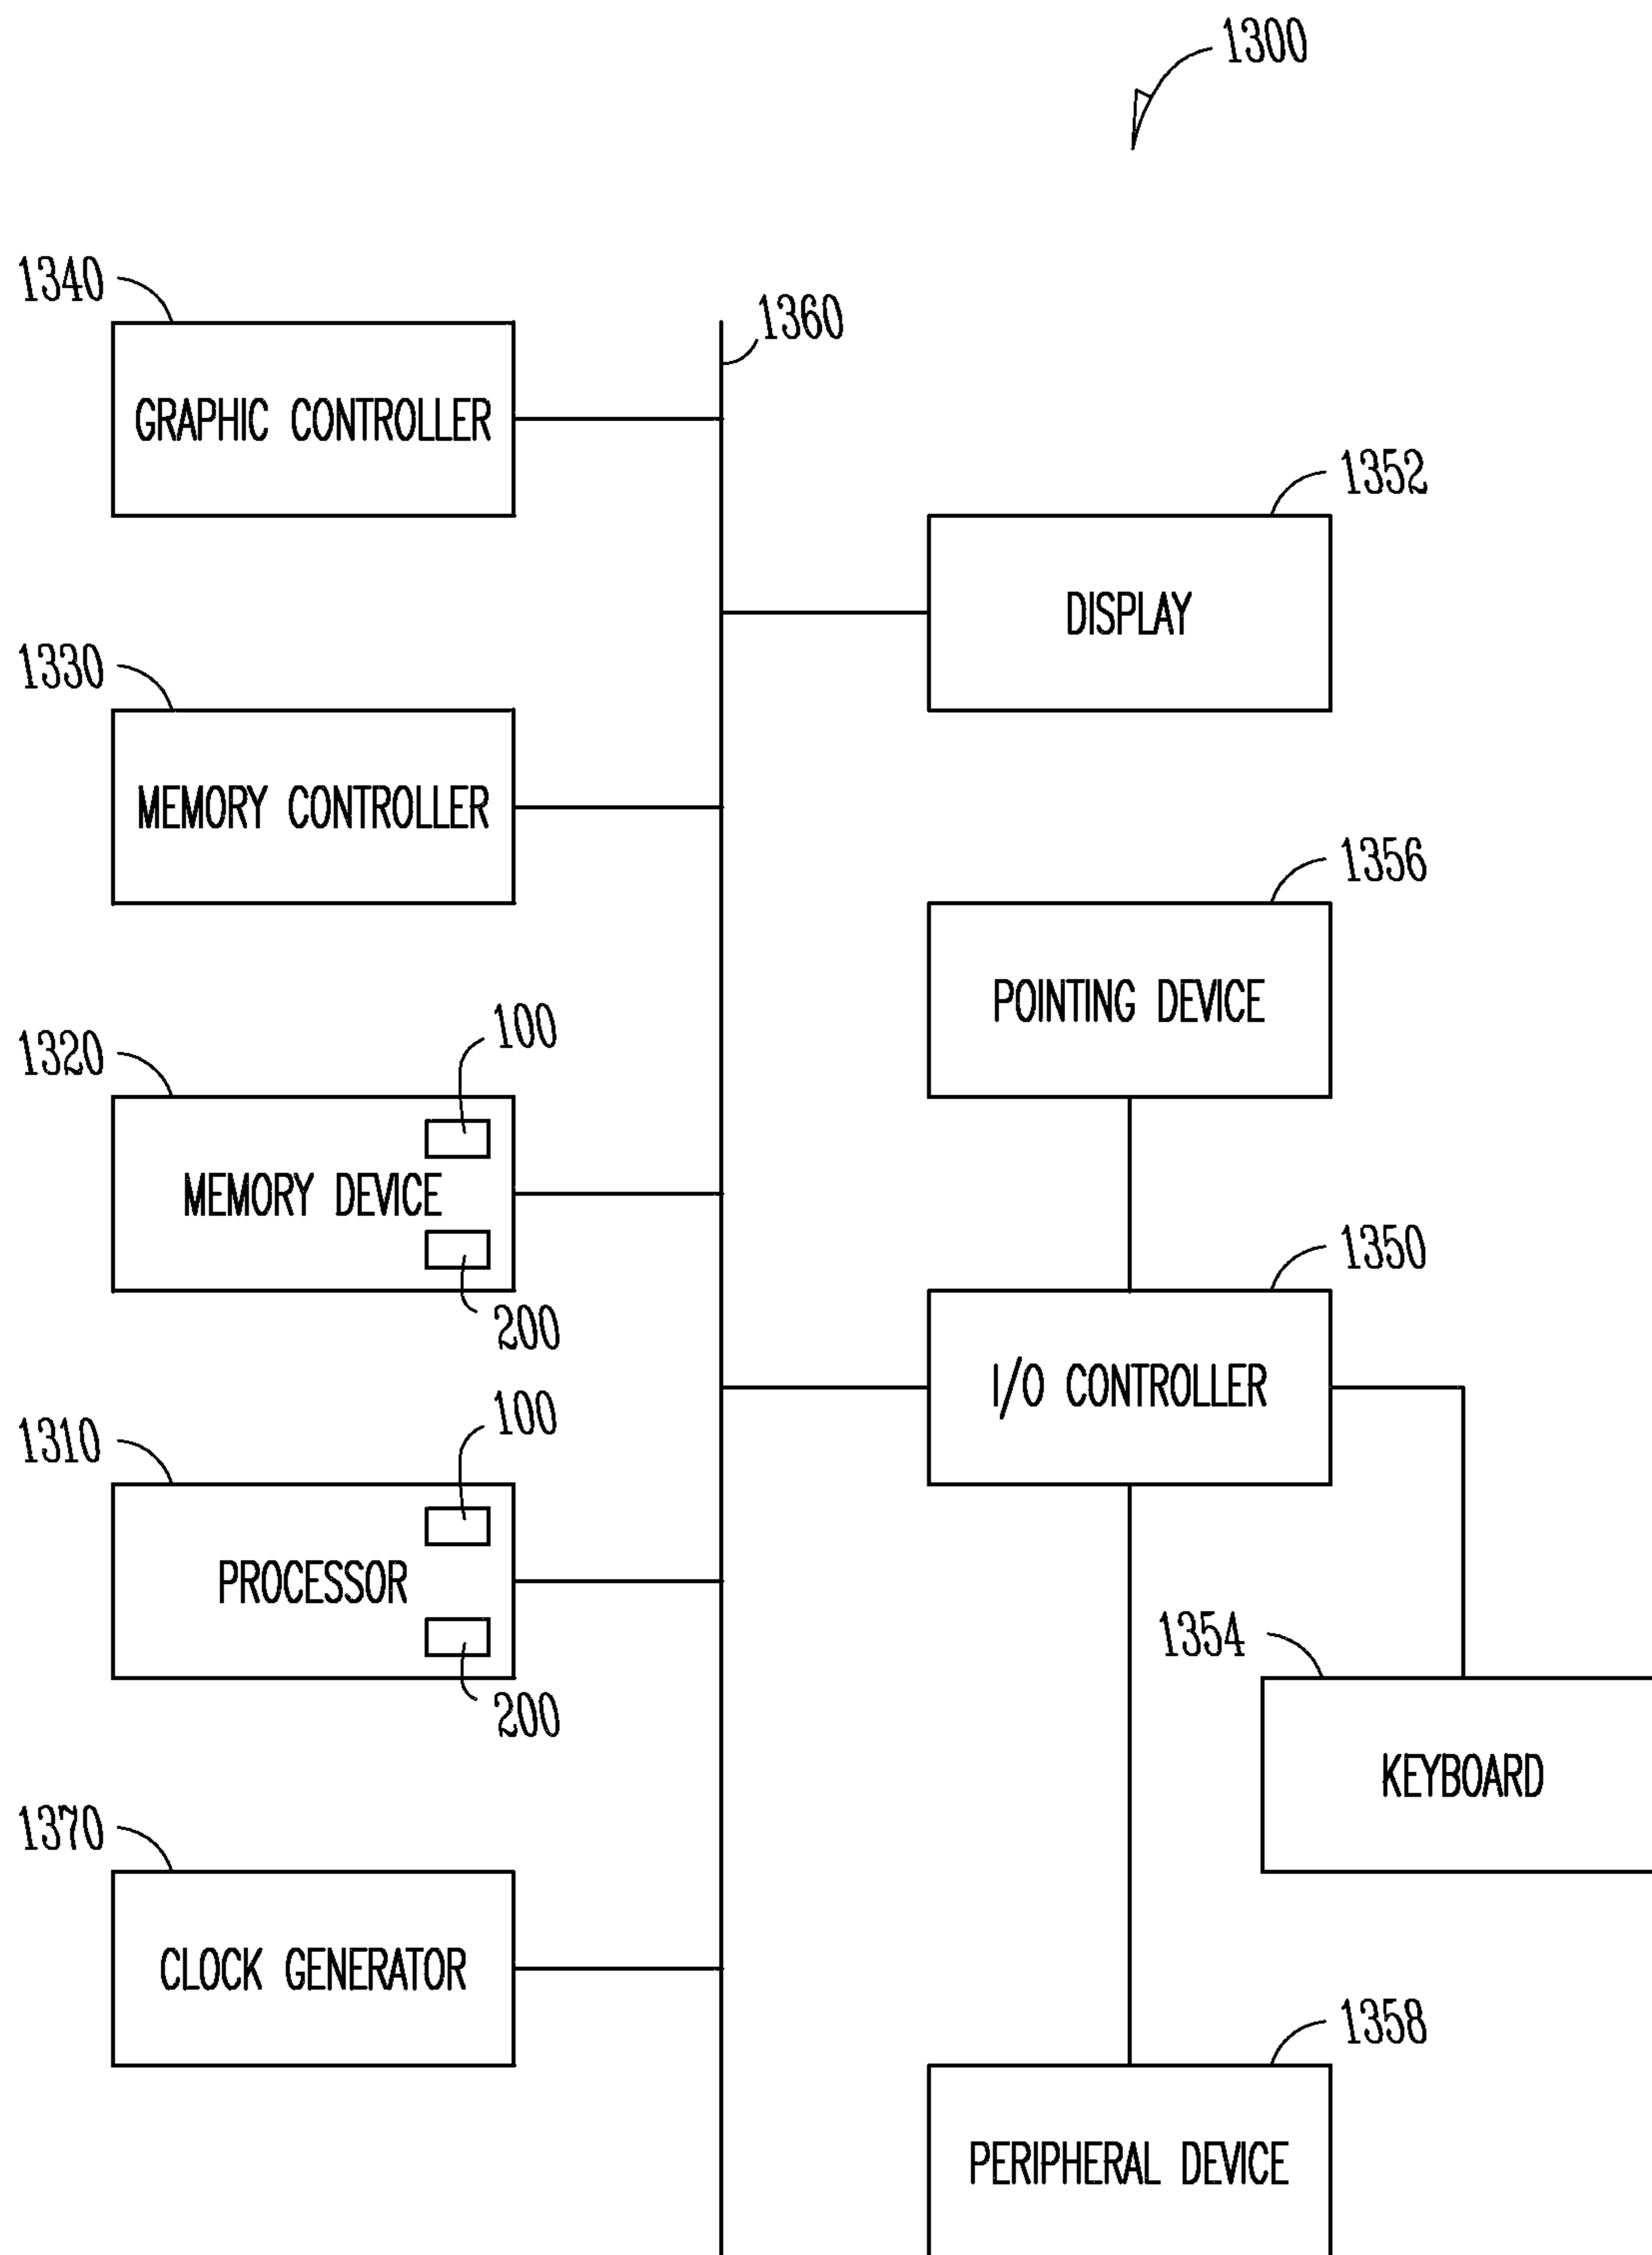 1300
1340
GRAPHIC CONTROLLER
1360
1352
DISPLAY
1330
MEMORY CONTROLLER
1356
POINTING DEVICE
1320
100
MEMORY DEVICE
200
1350
I/O CONTROLLER
1310
100
PROCESSOR
200
1354
KEYBOARD
1370
CLOCK GENERATOR
1358
PERIPHERAL DEVICE